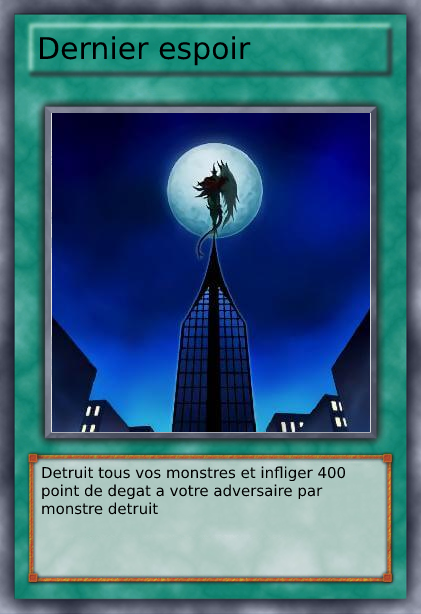 Dernier espoir
Detruit tous vos monstres et infliger 400
point de degat a votre adversaire par
monstre detruit